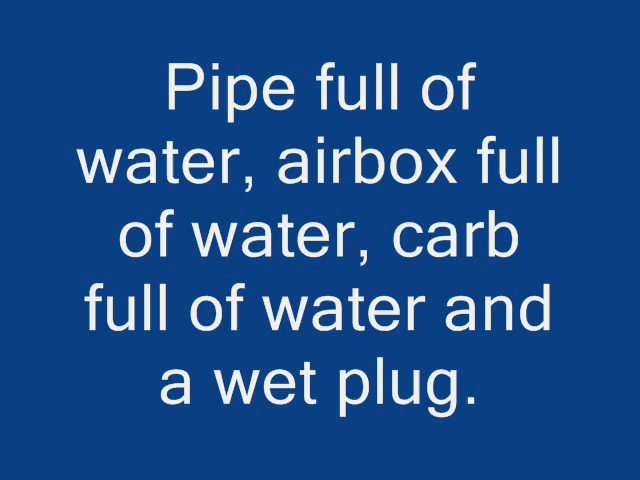 Pipe full of
water, airbox full
of water, carb
full of water and
a wet plug.